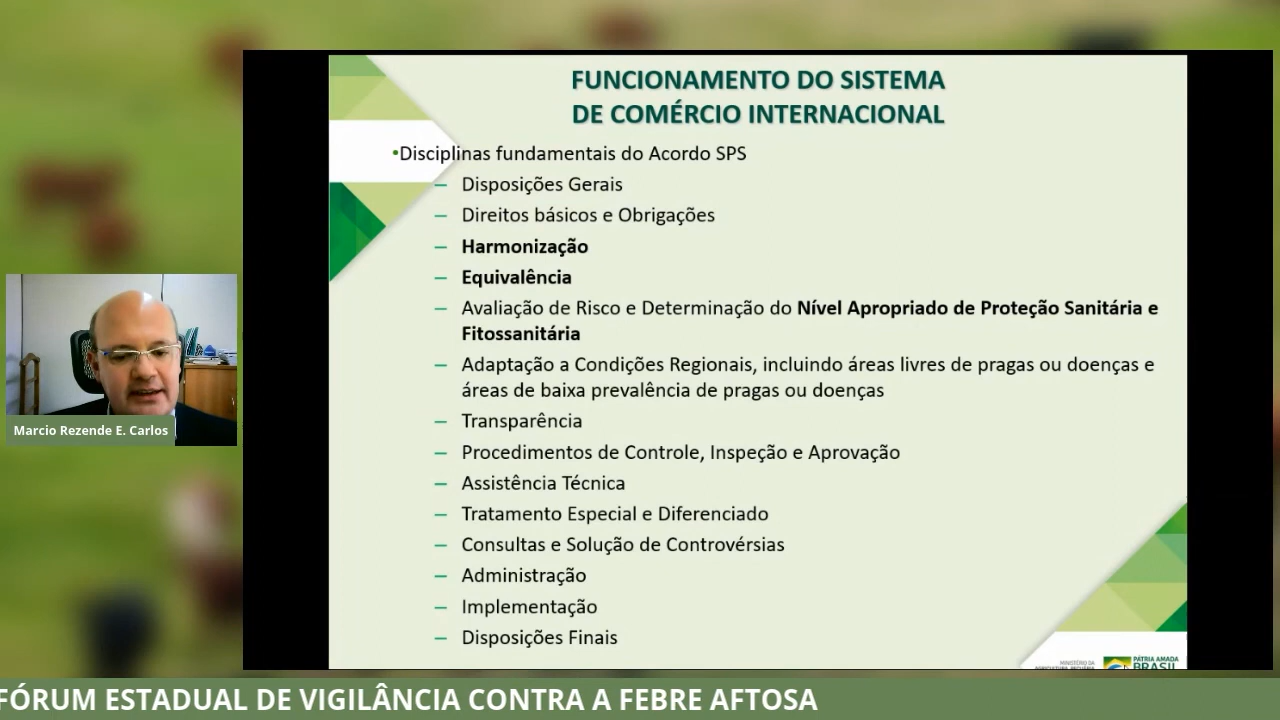 FUNCIONAMENTO DO SISTEMA
DE COMÉRCIO INTERNACIONAL
•Disciplinas fundamentais do Acordo SPS
– Disposições Gerais
– Direitos básicos e Obrigações
– Harmonização
– Equivalência
– Avaliação de Risco e Determinação do Nível Apropriado de Proteção Sanitária e
Fitossanitária
– Adaptação a Condições Regionais, incluindo áreas livres de pragas ou doenças e
áreas de baixa prevalência de pragas ou doenças
– Transparência
– Procedimentos de Controle, Inspeção e Aprovação
– Assistência Técnica
– Tratamento Especial e Diferenciado
– Consultas e Solução de Controvérsias
– Administração
– Implementação
– Disposições Finais
Marcio Rezende E. Carlos
MINISTÉRIO DA
PÁTRIA AMADA
BRASIL
FÓRUM ESTADUAL DE VIGILÂNCIA CONTRA A FEBRE AFTOSA